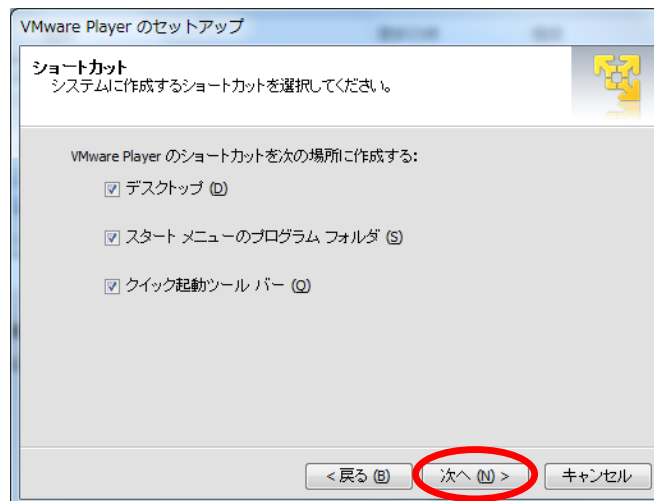 VMware Player のセットアップ
ショートカット
システムに作成するショートカットを選択してください。
VMware Player のショートカットを次の場所に作成する:
デスクトップ (D)
スタート メニューのプログラム フォルダ (S)
クイック起動ツール バー (Q)
< 戻る (B) 次へ (N) > キャンセル